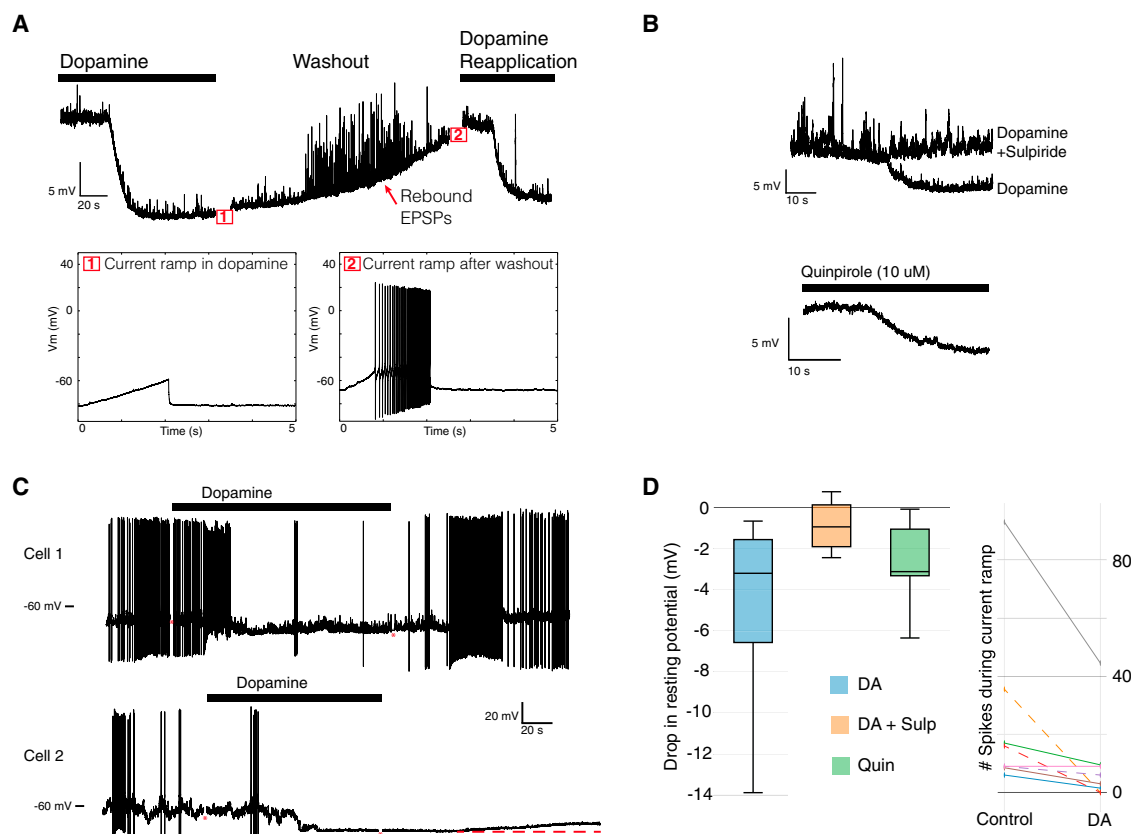 A
Dopamine
Washout
Dopamine
Reapplication
2
5 mV
20 s
1
Rebound
EPSPs
1 Current ramp in dopamine
40
0
-60
Vm (mV)
0
5
Time (s)
2 Current ramp after washout
40
0
-60
Vm (mV)
0
5
Time (s)
B
Dopamine
+Sulpiride
Dopamine
5 mV
10 s
Quinpirole (10 uM)
5 mV
10 s
C
Dopamine
Cell 1
-60 mV
*
*
Dopamine
20 mV
20 s
Cell 2
-60 mV
*
D
Drop in resting potential (mV)
0
-2
-4
-6
-8
-10
-12
-14
DA
DA + Sulp
Quin
# Spikes during current ramp
80
40
0
Control
DA